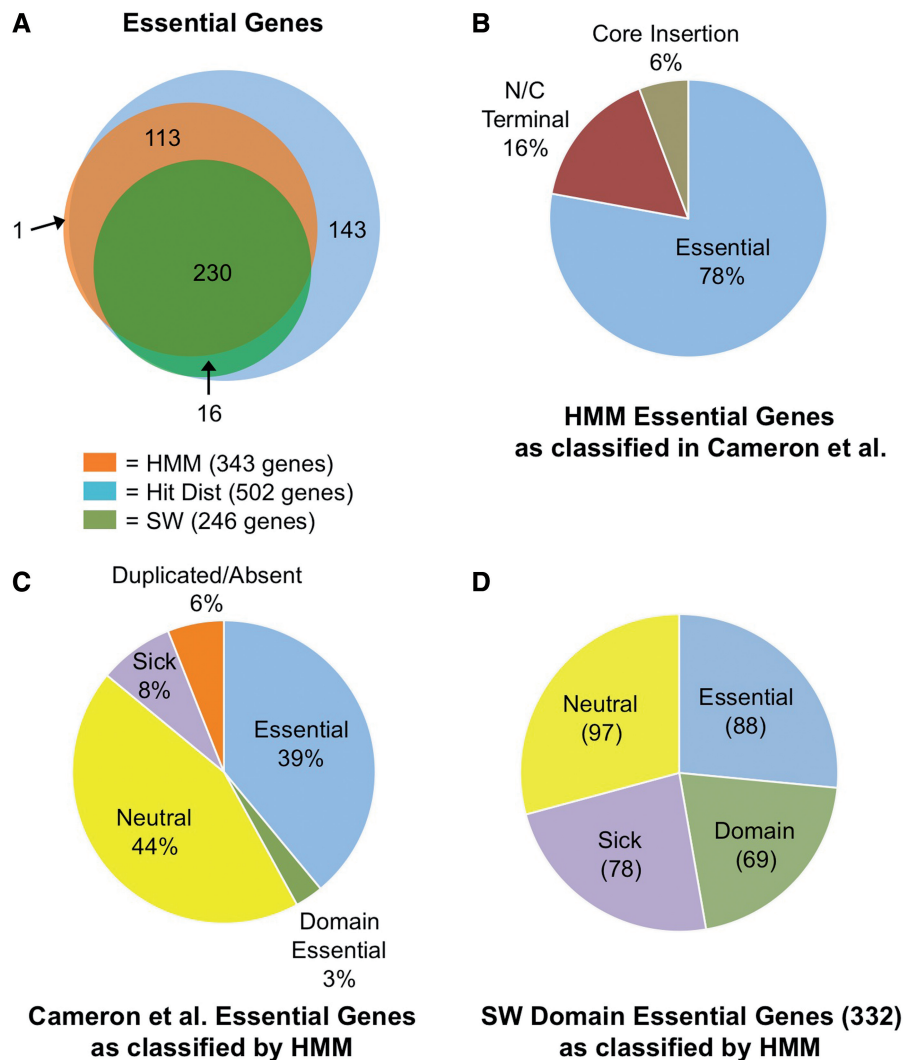 A
Essential Genes
113
1
143
230
16
= HMM (343 genes)
= Hit Dist (502 genes)
= SW (246 genes)
B
Core Insertion
6%
N/C
Terminal
16%
Essential
78%
HMM Essential Genes
as classified in Cameron et al.
C
Duplicated/Absent
6%
Sick
8%
Essential
39%
Neutral
44%
Domain
Essential
3%
Cameron et al. Essential Genes
as classified by HMM
D
Neutral
(97)
Essential
(88)
Sick
(78)
Domain
(69)
SW Domain Essential Genes (332)
as classified by HMM